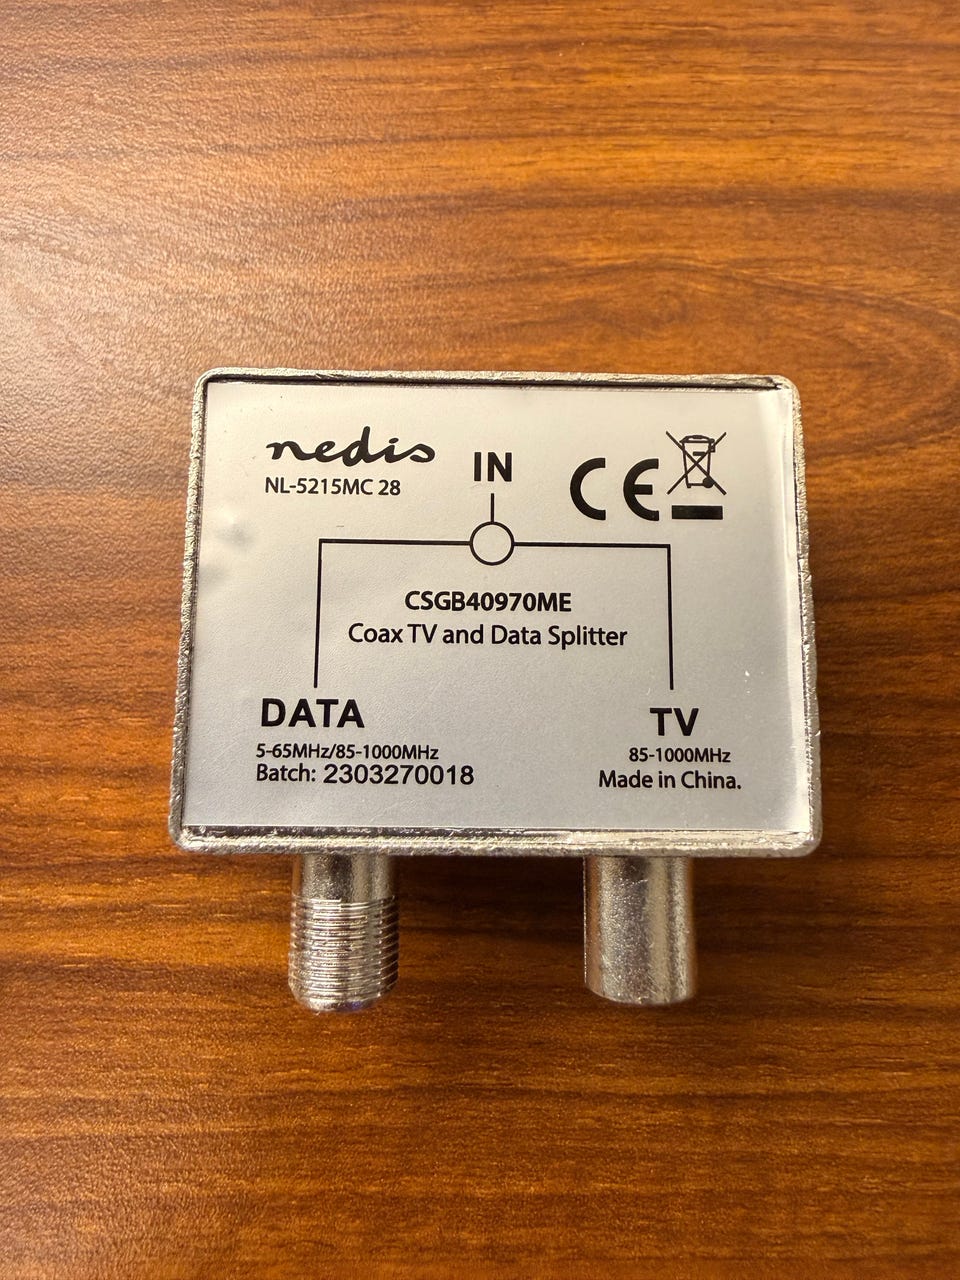 nedis
NL-5215MC 28
IN
CE
CSGB40970ME
Coax TV and Data Splitter
DATA
5-65MHz/85-1000MHz
Batch: 2303270018
TV
85-1000MHz
Made in China.